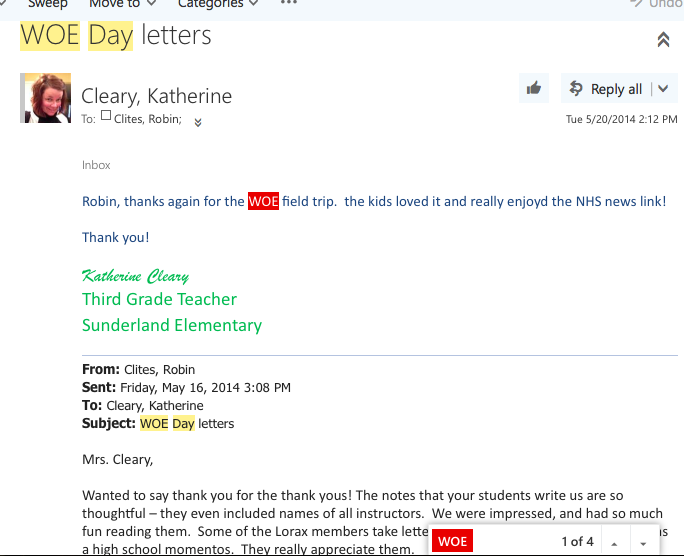 Sweep Move to Categories ... Undo
WOE Day letters
Cleary, Katherine
Reply all
To: Clites, Robin;
Tue 5/20/2014 2:12 PM
Inbox
Robin, thanks again for the WOE field trip. the kids loved it and really enjoyd the NHS news link!
Thank you!
Katherine Cleary
Third Grade Teacher
Sunderland Elementary
From: Clites, Robin
Sent: Friday, May 16, 2014 3:08 PM
To: Cleary, Katherine
Subject: WOE Day letters
Mrs. Cleary,
Wanted to say thank you for the thank yous! The notes that your students write us are so
thoughtful – they even included names of all instructors. We were impressed, and had so much
fun reading them. Some of the Lorax members take lette
a high school momentos. They really appreciate them.
WOE 1 of 4